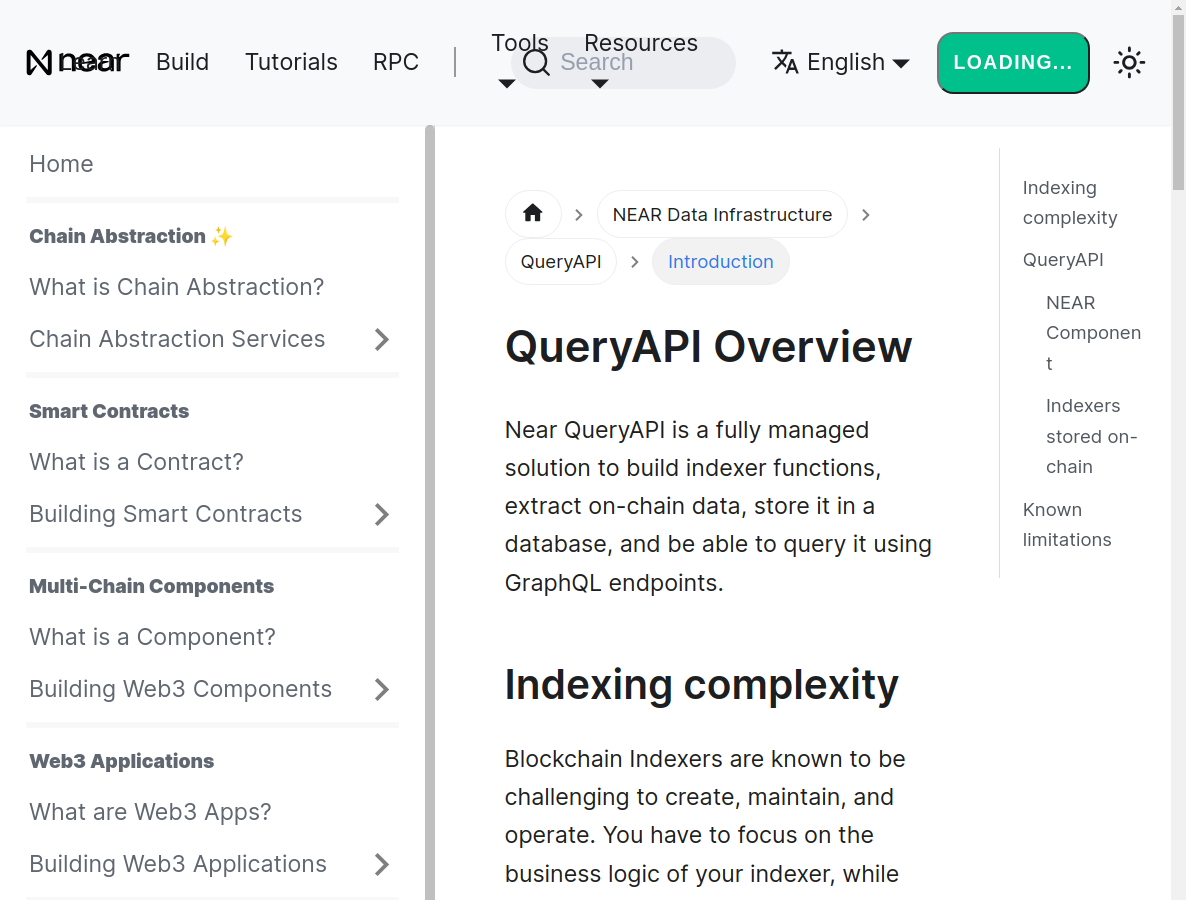 near
Learn
Build
Tutorials
RPC
Tools
Resources
Search
English
LOADING...
Home
Chain Abstraction ✨
What is Chain Abstraction?
Chain Abstraction Services
Smart Contracts
What is a Contract?
Building Smart Contracts
Multi-Chain Components
What is a Component?
Building Web3 Components
Web3 Applications
What are Web3 Apps?
Building Web3 Applications
NEAR Data Infrastructure
QueryAPI
Introduction
QueryAPI Overview
Near QueryAPI is a fully managed
solution to build indexer functions,
extract on-chain data, store it in a
database, and be able to query it using
GraphQL endpoints.
Indexing complexity
Blockchain Indexers are known to be
challenging to create, maintain, and
operate. You have to focus on the
business logic of your indexer, while
Indexing
complexity
QueryAPI
NEAR
Componen
t
Indexers
stored on-
chain
Known
limitations